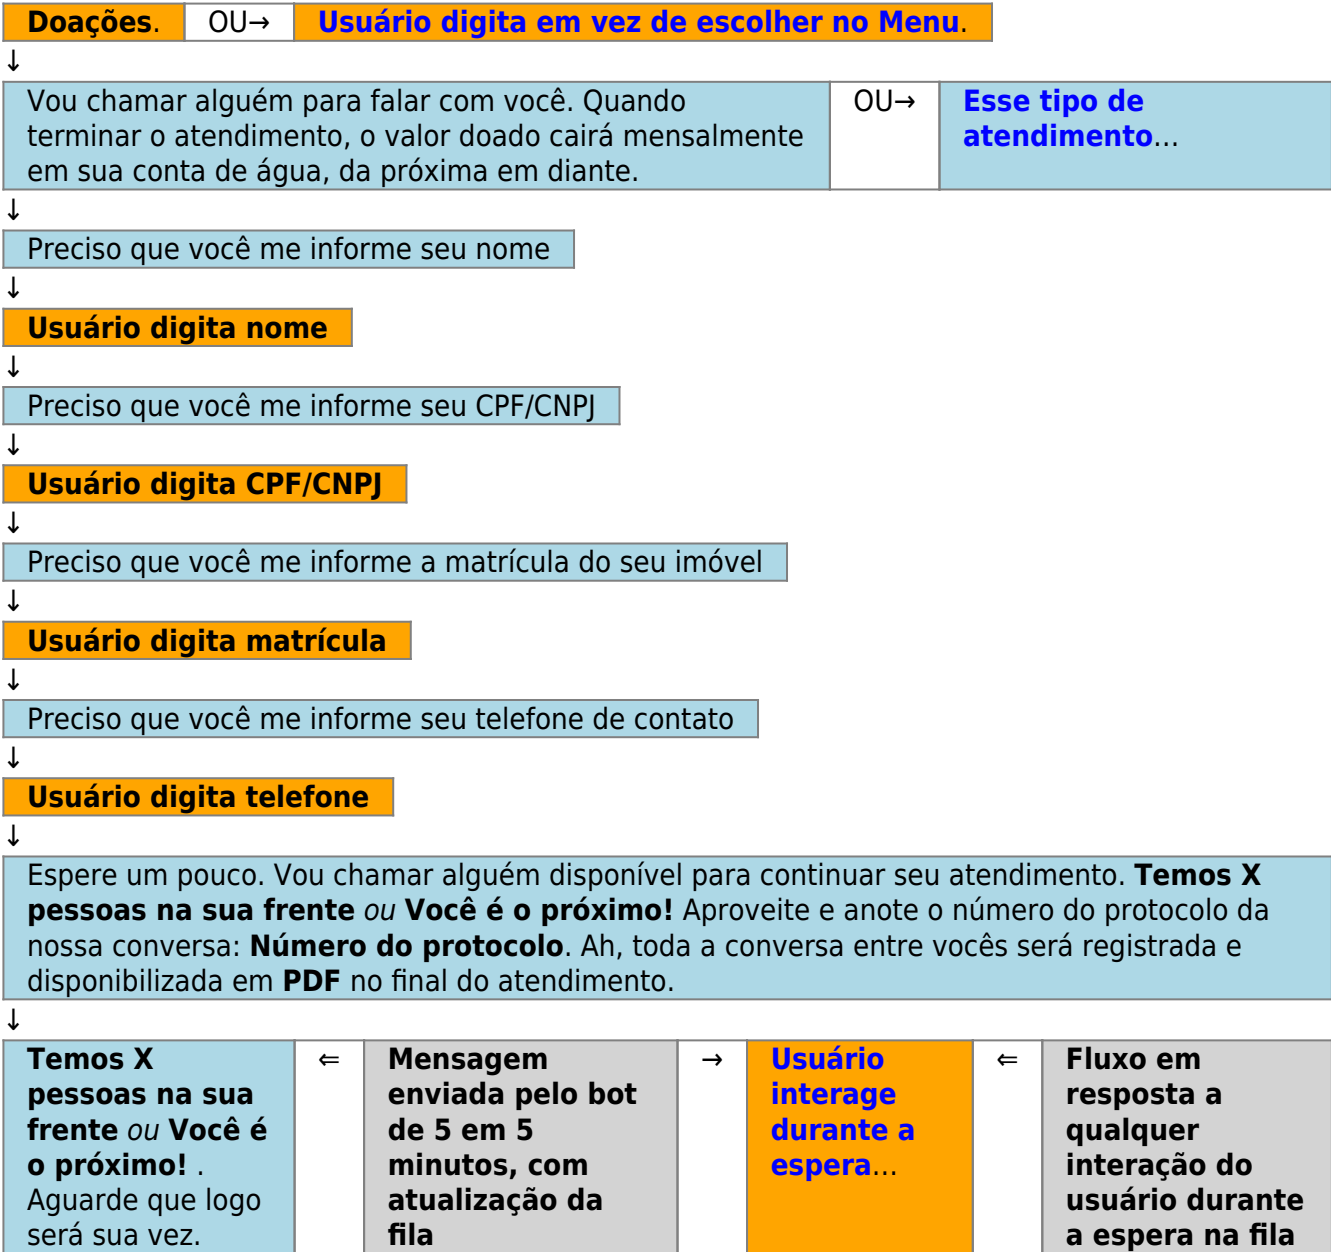 Doações. OU→ Usuário digita em vez de escolher no Menu.
↓
Vou chamar alguém para falar com você. Quando
terminar o atendimento, o valor doado cairá mensalmente
em sua conta de água, da próxima em diante.
OU→
Esse tipo de
atendimento...
↓
Preciso que você me informe seu nome
↓
Usuário digita nome
↓
Preciso que você me informe seu CPF/CNPJ
↓
Usuário digita CPF/CNPJ
↓
Preciso que você me informe a matrícula do seu imóvel
↓
Usuário digita matrícula
↓
Preciso que você me informe seu telefone de contato
↓
Usuário digita telefone
↓
Espere um pouco. Vou chamar alguém disponível para continuar seu atendimento. Temos X
pessoas na sua frente ou Você é o próximo! Aproveite e anote o número do protocolo da
nossa conversa: Número do protocolo. Ah, toda a conversa entre vocês será registrada e
disponibilizada em PDF no final do atendimento.
↓
Temos X
pessoas na sua
frente ou Você é
o próximo! .
Aguarde que logo
será sua vez.
⇐
Mensagem
enviada pelo bot
de 5 em 5
minutos, com
atualização da
fila
→
Usuário
interage
durante a
espera...
⇐
Fluxo em
resposta a
qualquer
interação do
usuário durante
a espera na fila